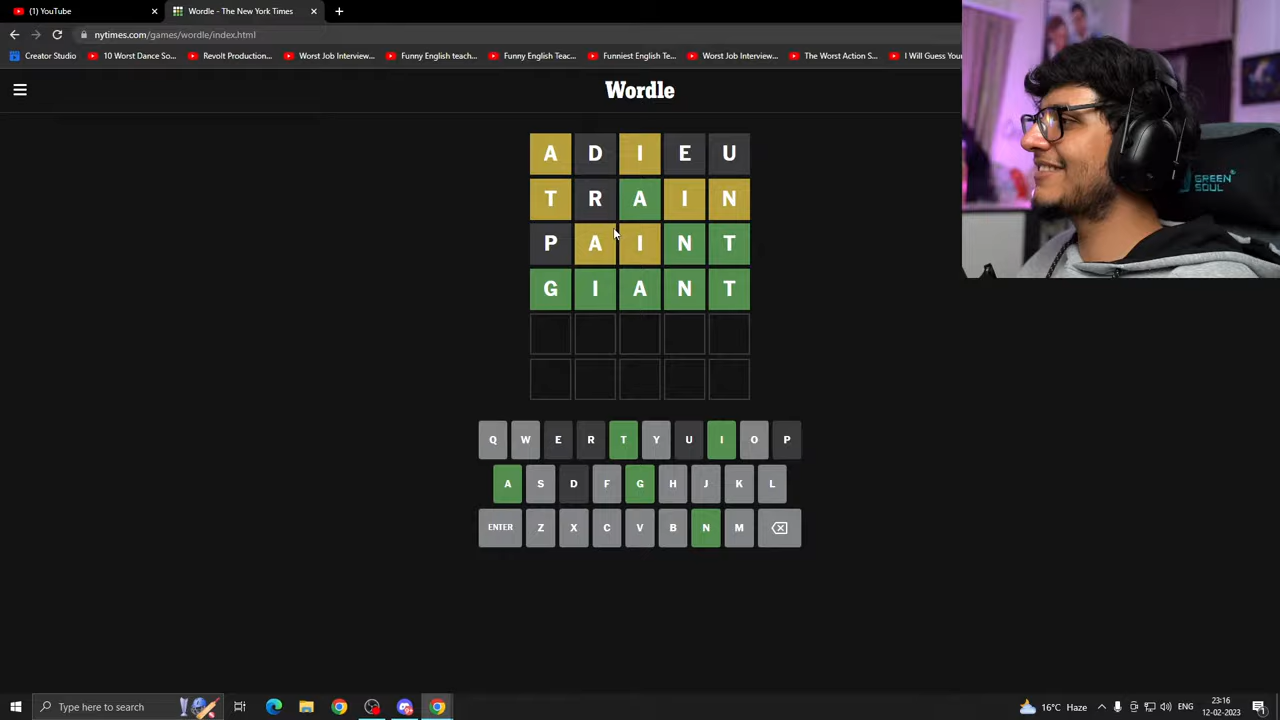 (1) YouTube
Wordle - The New York Times
nytimes.com/games/wordle/index.html
Creator Studio
10 Worst Dance So...
Revolt Production...
Worst Job Interview...
Funny English teach...
Funny English Teac...
Funniest English Te...
Worst Job Interview...
The Worst Action S...
I Will Guess Your
Wordle
A D I E U
T R A I N
P A I N T
G I A N T
Q W E R T Y U I O P
A S D F G H J K L
ENTER Z X C V B N M
GREEN
SOUL
Type here to search
16°C Haze
ENG
23:16
12-02-2023
1